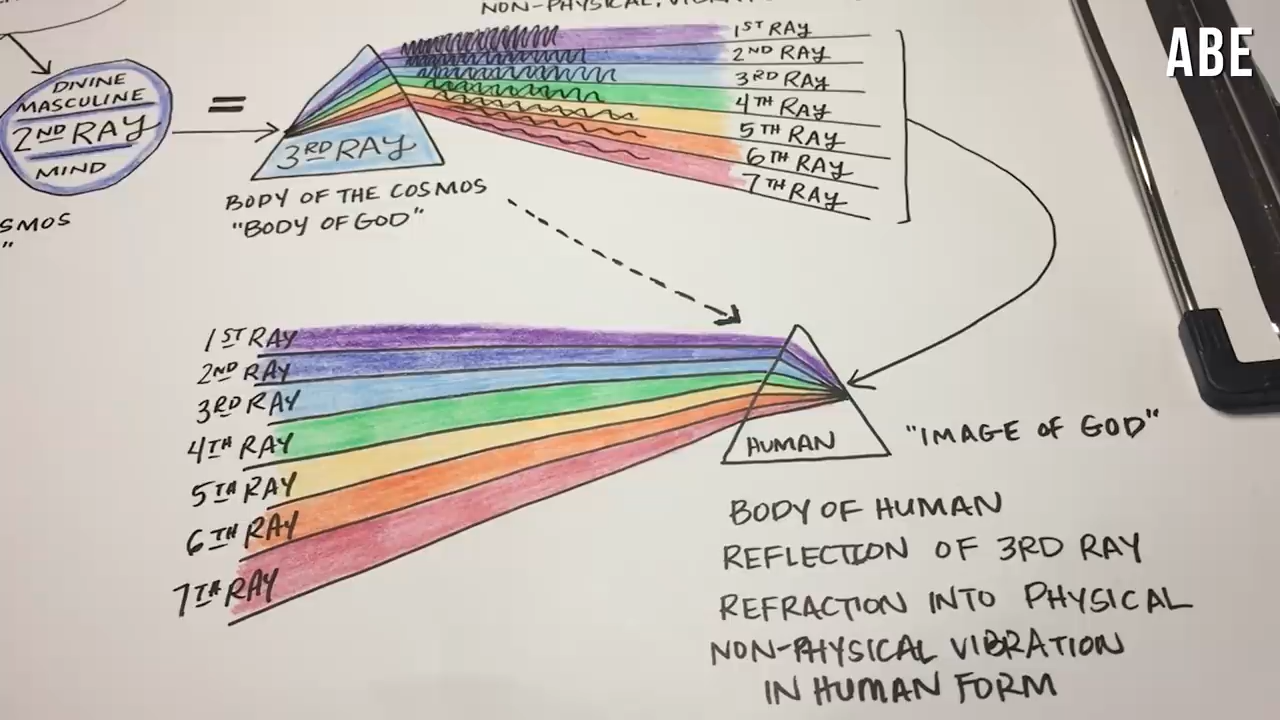 NON-PHYSICAL,
ABE
DIVINE
MASCULINE
2ND RAY
MIND
=
3RD RAY
BODY OF THE COSMOS
"BODY OF GOD"
1ST RAY
2ND RAY
3RD RAY
4TH RAY
5TH RAY
6TH RAY
7TH RAY
"
1ST RAY
2ND RAY
3RD RAY
4TH RAY
5TH RAY
6TH RAY
7TH RAY
HUMAN
"IMAGE OF GOD"
BODY OF HUMAN
REFLECTION OF 3RD RAY
REFRACTION INTO PHYSICAL
NON-PHYSICAL VIBRATION
IN HUMAN FORM